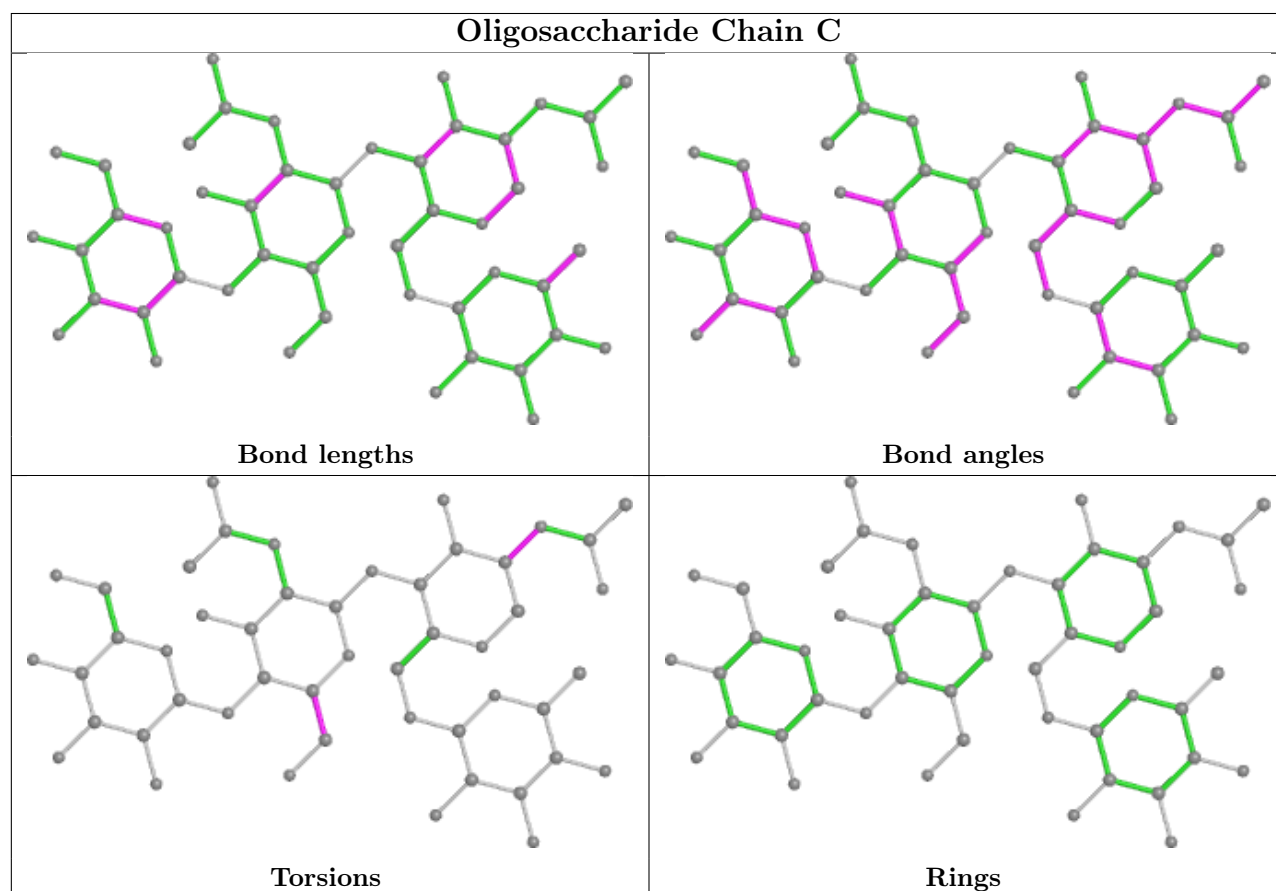 Oligosaccharide Chain C
Bond lengths
Bond angles
Torsions
Rings